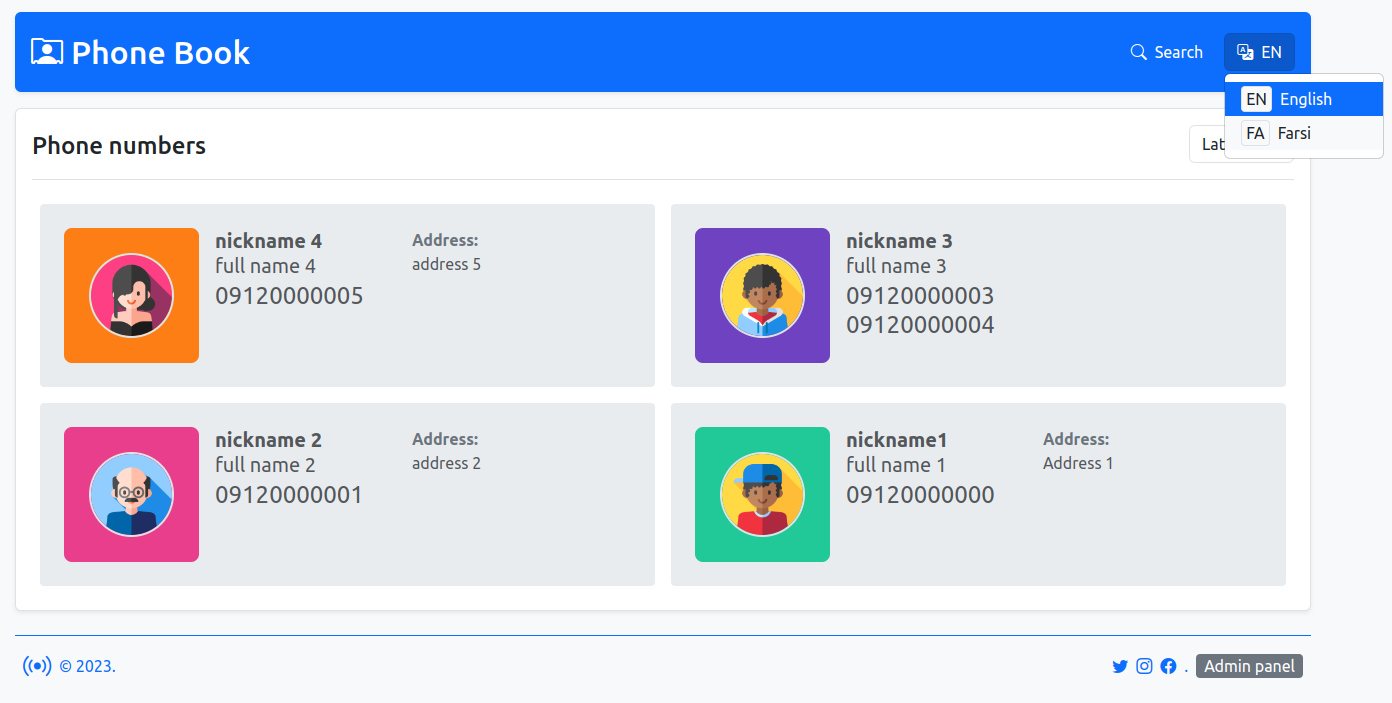 Phone Book
Search
EN
EN English
FA Farsi
Phone numbers
Lat
nickname 4
full name 4
09120000005
Address:
address 5
nickname 3
full name 3
09120000003
09120000004
nickname 2
full name 2
09120000001
Address:
address 2
nickname1
full name 1
09120000000
Address:
Address 1
© 2023.
. Admin panel